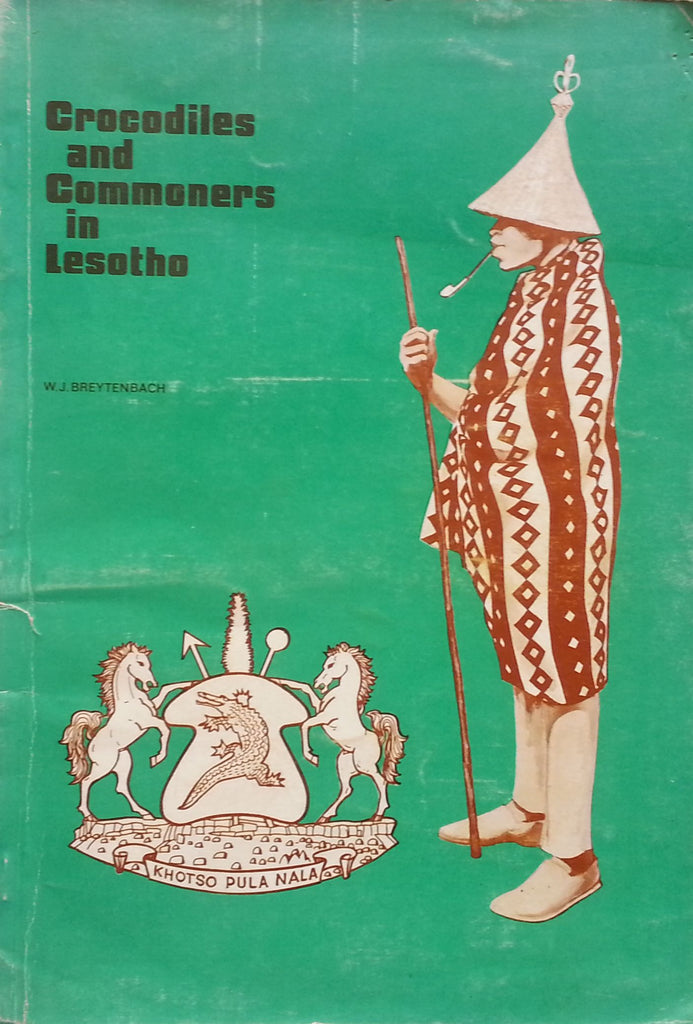 Crocodiles
and
Commoners
in
Lesotho
W.J. BREYTENBACH
KHOTSO PULA NALA